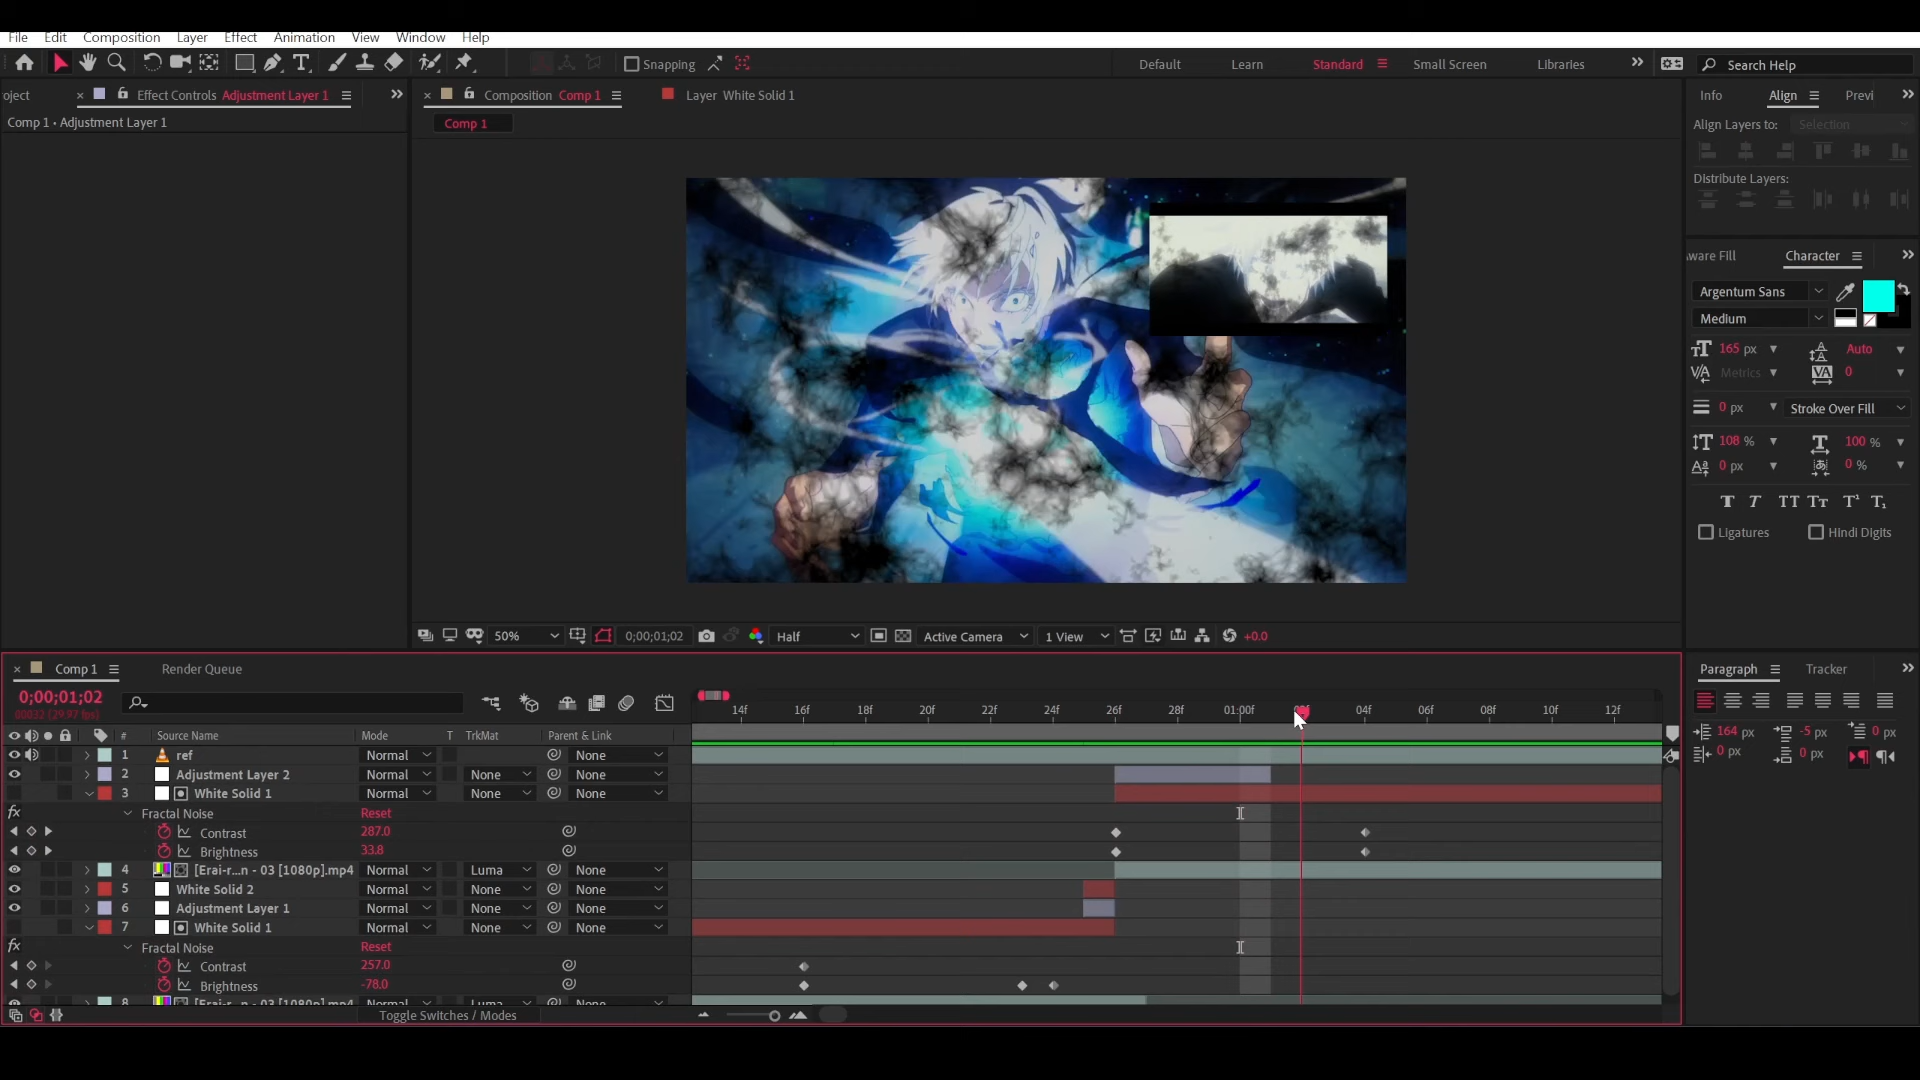 File Edit Composition Layer Effect Animation View Window Help
Snapping Default Learn Standard Small Screen Libraries Search Help
oject Effect Controls Adjustment Layer 1
Composition Comp 1 Layer White Solid 1
Info Align Previ
Comp 1 • Adjustment Layer 1
Comp 1
Align Layers to: Selection
Distribute Layers:
ware Fill Character
Argentum Sans
Medium
165 px Auto
Metrics 0
0 px Stroke Over Fill
108 % 100 %
0 px 0 %
Ligatures Hindi Digits
50% 0;00;01;02 Half Active Camera 1 View +0.0
Comp 1 Render Queue
Paragraph Tracker
0;00;01;02
00032 (29.97 fps)
14f 16f 18f 20f 22f 24f 26f 28f 01:00f 04f 06f 08f 10f 12f
# Source Name Mode T TrkMat Parent & Link
1 ref Normal None
2 Adjustment Layer 2 Normal None None
3 White Solid 1 Normal None None
fx Fractal Noise Reset
Contrast 287.0
Brightness 33.8
4 [Erai-r...n - 03 [1080p].mp4 Normal Luma None
5 White Solid 2 Normal None None
6 Adjustment Layer 1 Normal None None
7 White Solid 1 Normal None None
fx Fractal Noise Reset
Contrast 257.0
Brightness -78.0
8 [Erai-r...n - 03 [1080p].mp4 Normal Luma None
Toggle Switches / Modes
164 px -5 px 0 px
0 px 0 px